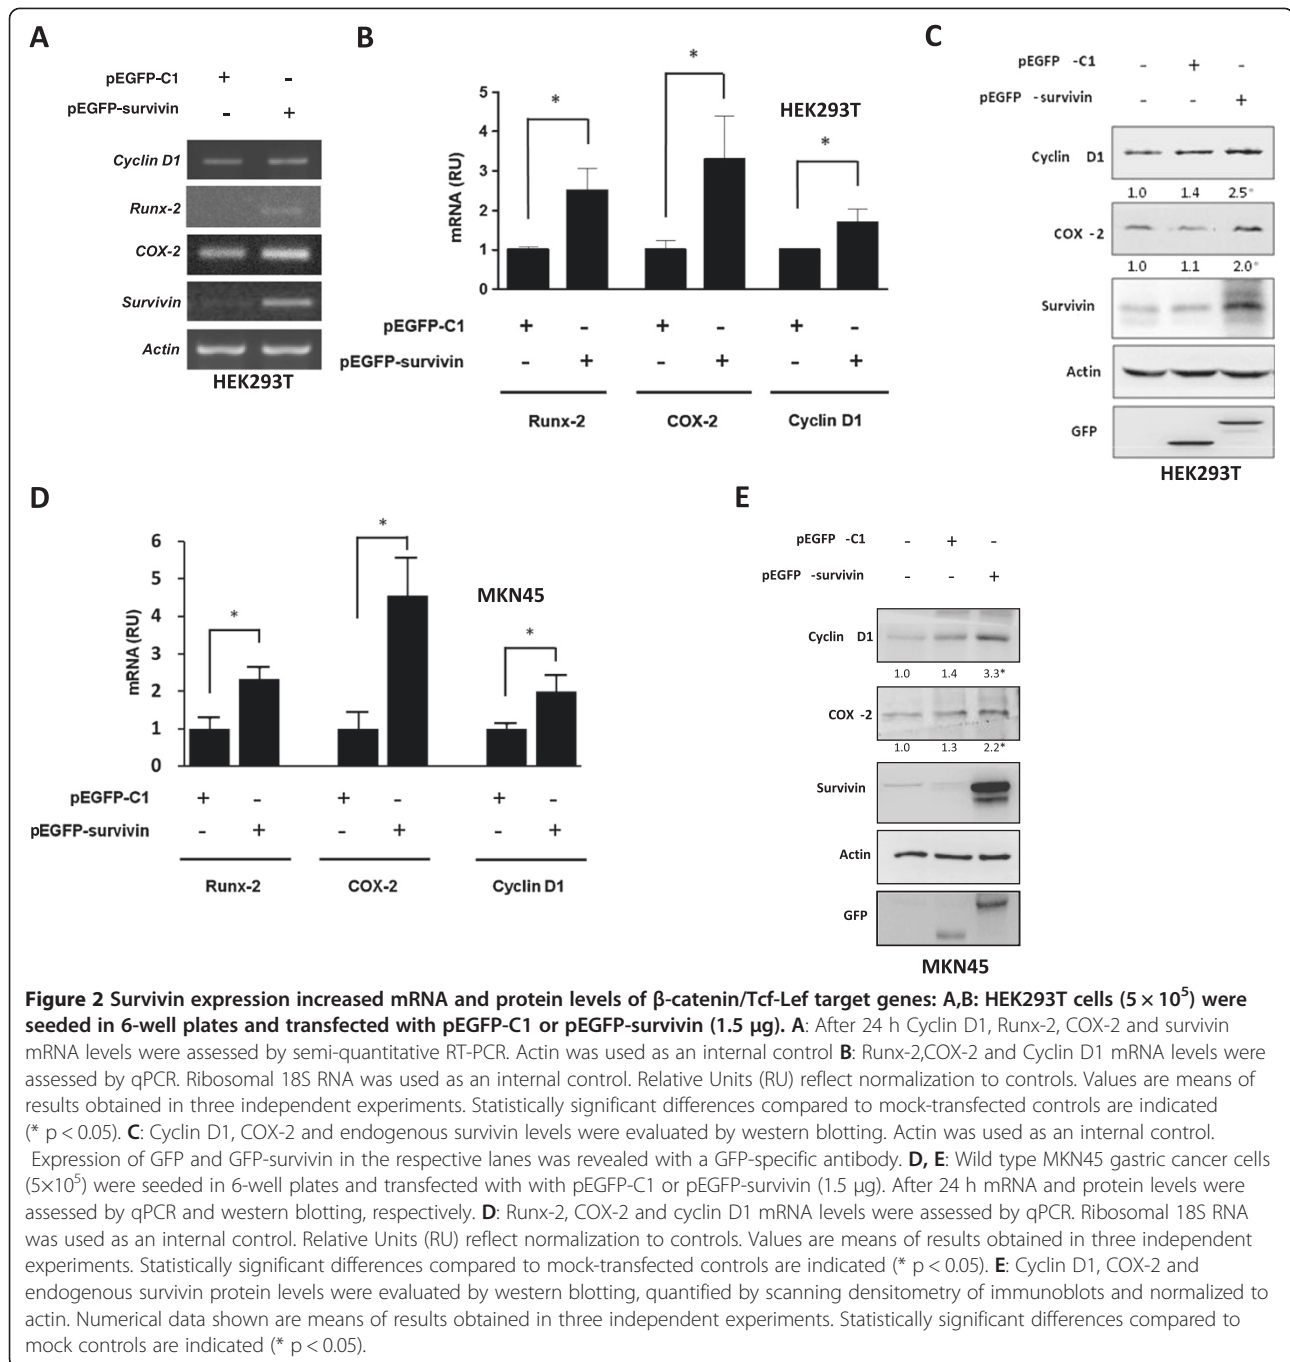 A
pEGFP-C1 + -
pEGFP-survivin - +
Cyclin D1
Runx-2
COX-2
Survivin
Actin
HEK293T
B
HEK293T
* * *
mRNA (RU)
5
4
3
2
1
0
pEGFP-C1 + - + - + -
pEGFP-survivin - + - + - +
Runx-2 COX-2 Cyclin D1
C
pEGFP -C1 - + -
pEGFP -survivin - - +
Cyclin D1
1.0 1.4 2.5*
COX -2
1.0 1.1 2.0*
Survivin
Actin
GFP
HEK293T
D
MKN45
* * *
mRNA (RU)
6
5
4
3
2
1
0
pEGFP-C1 + - + - + -
pEGFP-survivin - + - + - +
Runx-2 COX-2 Cyclin D1
E
pEGFP -C1 - + -
pEGFP -survivin - - +
Cyclin D1
1.0 1.4 3.3*
COX -2
1.0 1.3 2.2*
Survivin
Actin
GFP
MKN45
Figure 2 Survivin expression increased mRNA and protein levels of β-catenin/Tcf-Lef target genes: A,B: HEK293T cells (5 × 10⁵) were
seeded in 6-well plates and transfected with pEGFP-C1 or pEGFP-survivin (1.5 μg). A: After 24 h Cyclin D1, Runx-2, COX-2 and survivin
mRNA levels were assessed by semi-quantitative RT-PCR. Actin was used as an internal control B: Runx-2,COX-2 and Cyclin D1 mRNA levels were
assessed by qPCR. Ribosomal 18S RNA was used as an internal control. Relative Units (RU) reflect normalization to controls. Values are means of
results obtained in three independent experiments. Statistically significant differences compared to mock-transfected controls are indicated
(* p < 0.05). C: Cyclin D1, COX-2 and endogenous survivin levels were evaluated by western blotting. Actin was used as an internal control.
Expression of GFP and GFP-survivin in the respective lanes was revealed with a GFP-specific antibody. D, E: Wild type MKN45 gastric cancer cells
(5×10⁵) were seeded in 6-well plates and transfected with with pEGFP-C1 or pEGFP-survivin (1.5 μg). After 24 h mRNA and protein levels were
assessed by qPCR and western blotting, respectively. D: Runx-2, COX-2 and cyclin D1 mRNA levels were assessed by qPCR. Ribosomal 18S RNA
was used as an internal control. Relative Units (RU) reflect normalization to controls. Values are means of results obtained in three independent
experiments. Statistically significant differences compared to mock-transfected controls are indicated (* p < 0.05). E: Cyclin D1, COX-2 and
endogenous survivin protein levels were evaluated by western blotting, quantified by scanning densitometry of immunoblots and normalized to
actin. Numerical data shown are means of results obtained in three independent experiments. Statistically significant differences compared to
mock controls are indicated (* p < 0.05).